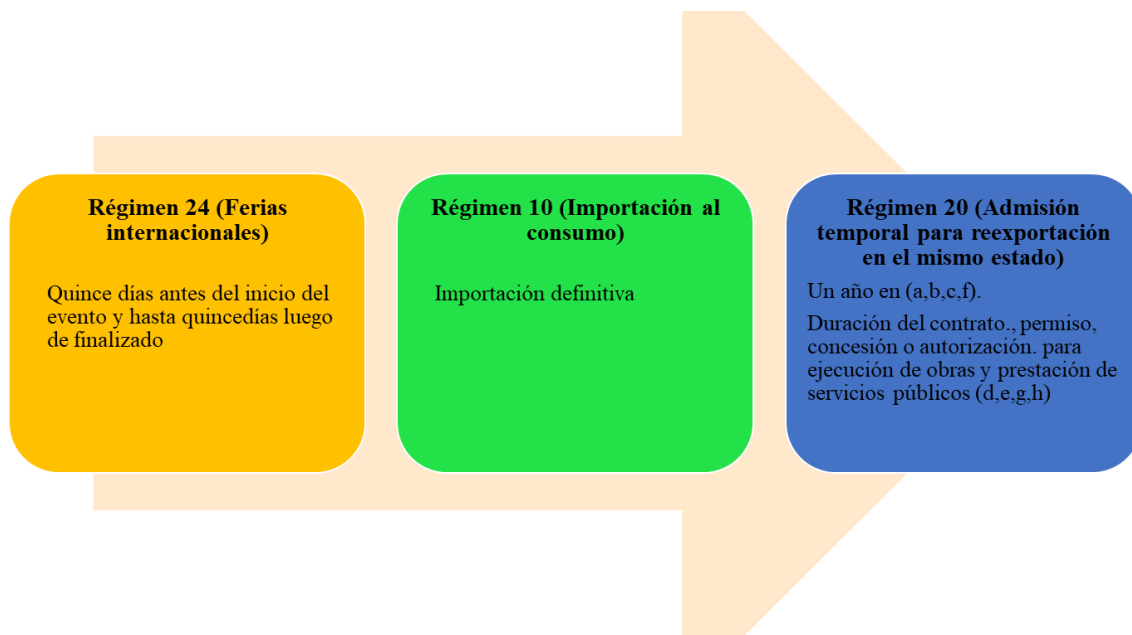 Régimen 24 (Ferias
internacionales)
Quince días antes del inicio del
evento y hasta quincedías luego
de finalizado
Régimen 10 (Importación al
consumo)
Importación definitiva
Régimen 20 (Admisión
temporal para reexportación
en el mismo estado)
Un año en (a,b,c,f).
Duración del contrato., permiso,
concesión o autorización. para
ejecución de obras y prestación de
servicios públicos (d,e,g,h)